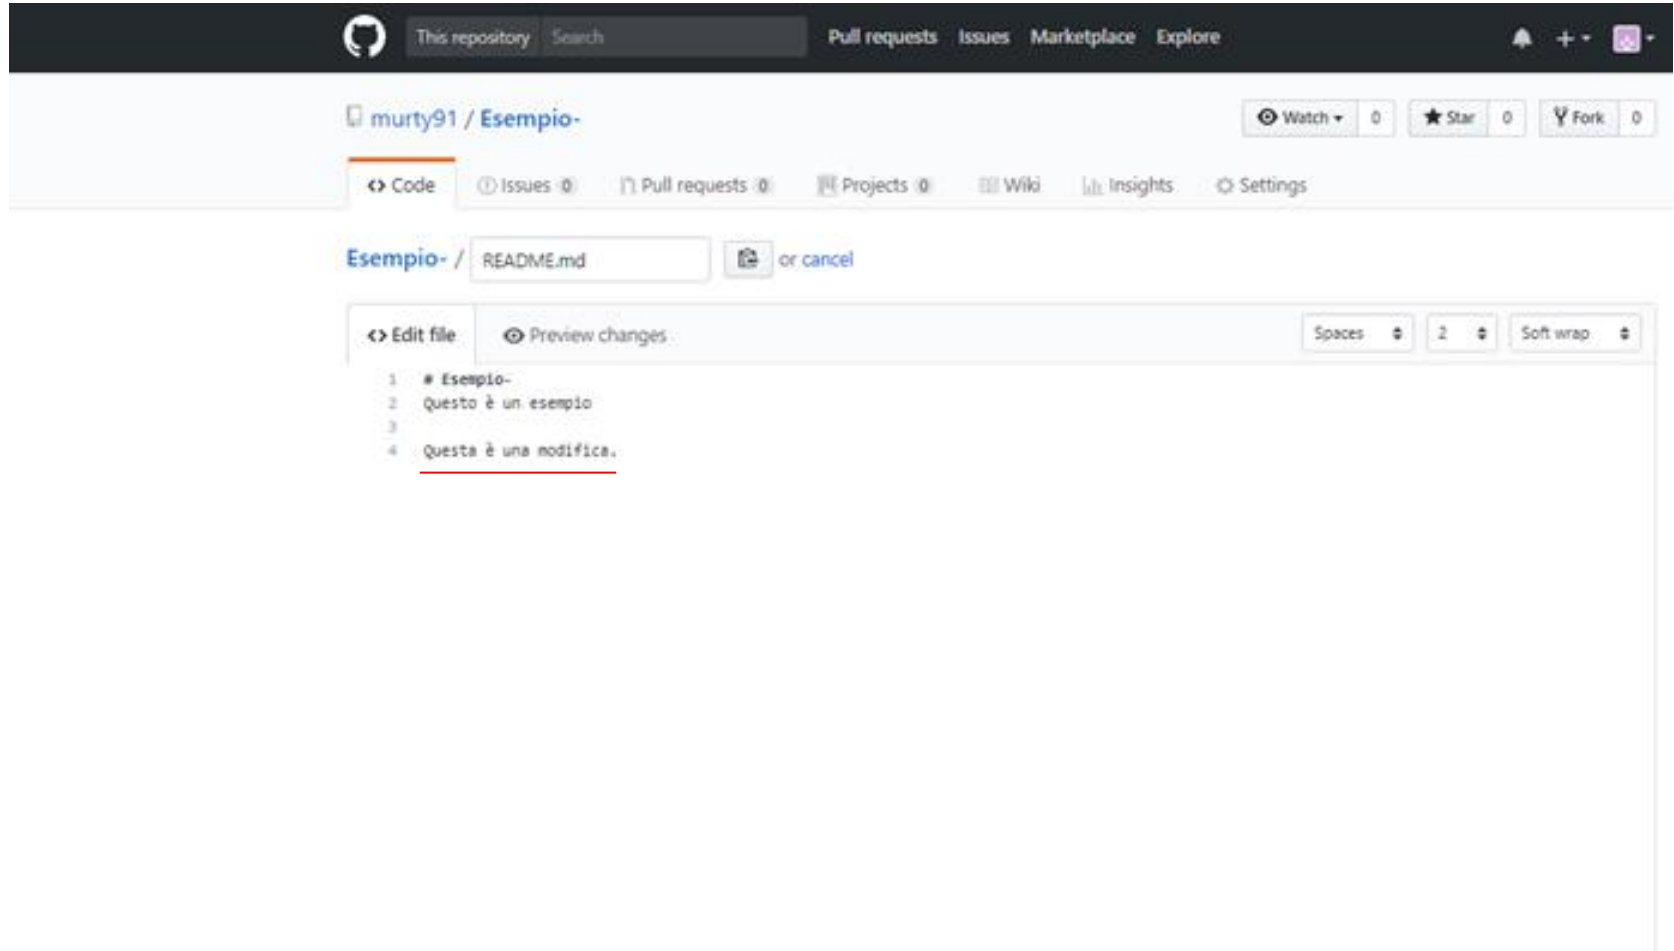 This repository Search Pull requests Issues Marketplace Explore
murty91 / Esempio- Watch 0 Star 0 Fork 0
Code Issues 0 Pull requests 0 Projects 0 Wiki Insights Settings
Esempio- / README.md or cancel
Edit file Preview changes Spaces 2 Soft wrap
1 # Esempio-
2 Questo è un esempio
3
4 Questa è una modifica.